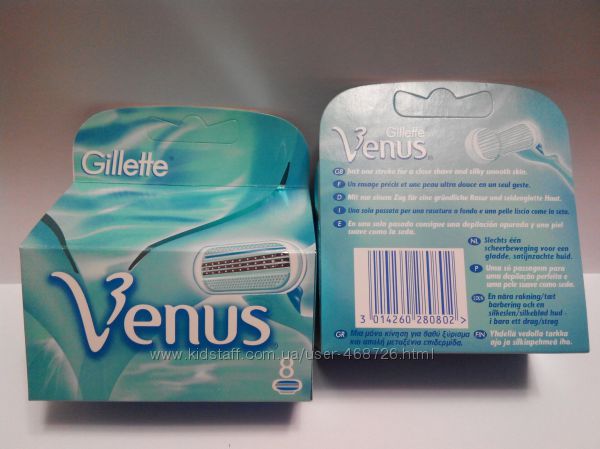 Gillette®
Venus®
8
Gillette
Venus®
GB Just one stroke for a close shave and silky smooth skin.
F Un rasage précis et une peau ultra douce en un seul geste.
D Mit nur einem Zug für eine gründliche Rasur und seidenglatte Haut.
I Una sola passata per una rasatura a fondo e una pelle liscia come la seta.
E En una sola pasada consigue una depilación apurada y una piel
suave como la seda.
NL Slechts één
scheerbeweging voor een
gladde, satijnzachte huid.
P Uma só passagem para
uma depilação perfeita e
uma pele suave como seda.
En nära rakning/tæt
barbering och en
silkeslen/silkeblød hud -
i bara ett drag/strøg.
3 014260 280802 >
GR Μια μόνο κίνηση για βαθύ ξύρισμα
και απαλή μεταξένια επιδερμίδα.
FIN Yhdellä vedolla tarkka
ajo ja silkinpehmeä iho.
www.kidstaff.com.ua/user-468726.html